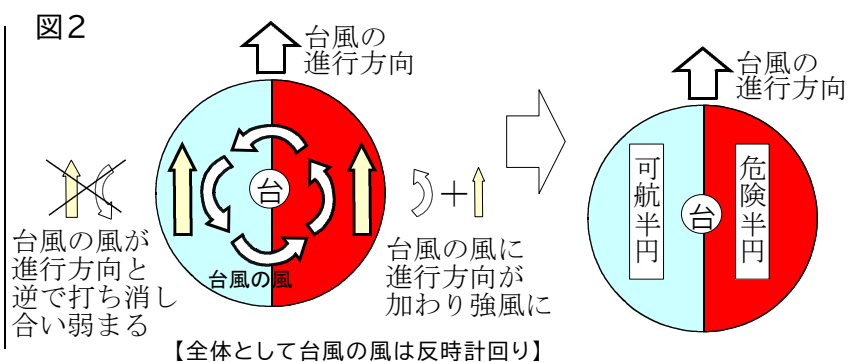 図２
台風の
進行方向
台
台風の風
台風の風が
進行方向と
逆で打ち消し
合い弱まる
＋
台風の風に
進行方向が
加わり強風に
【全体として台風の風は反時計回り】
台風の
進行方向
可航半円
台
危険半円